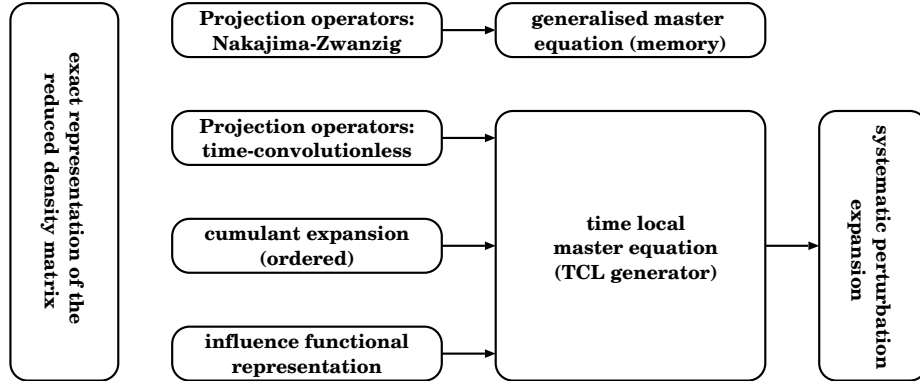 exact representation of the
reduced density matrix
Projection operators:
Nakajima-Zwanzig
generalised master
equation (memory)
Projection operators:
time-convolutionless
cumulant expansion
(ordered)
influence functional
representation
time local
master equation
(TCL generator)
systematic perturbation
expansion